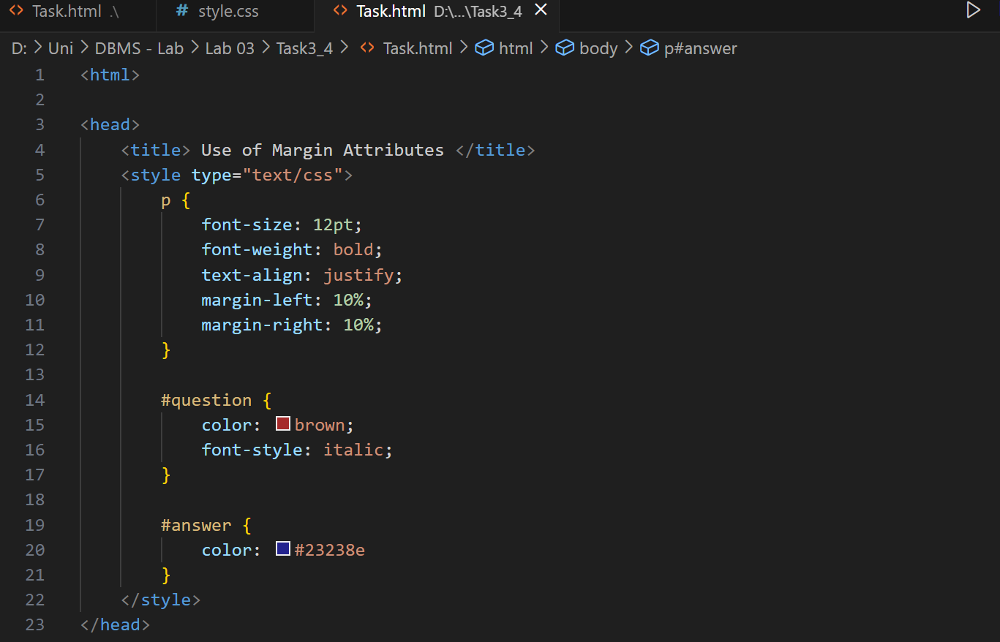 Task.html .\ # style.css Task.html D:\...\Task3_4
D: > Uni > DBMS - Lab > Lab 03 > Task3_4 > Task.html > html > body > p#answer
1 <html>
2
3 <head>
4     <title> Use of Margin Attributes </title>
5     <style type="text/css">
6         p {
7             font-size: 12pt;
8             font-weight: bold;
9             text-align: justify;
10             margin-left: 10%;
11             margin-right: 10%;
12         }
13
14         #question {
15             color: brown;
16             font-style: italic;
17         }
18
19         #answer {
20             color: #23238e
21         }
22     </style>
23 </head>